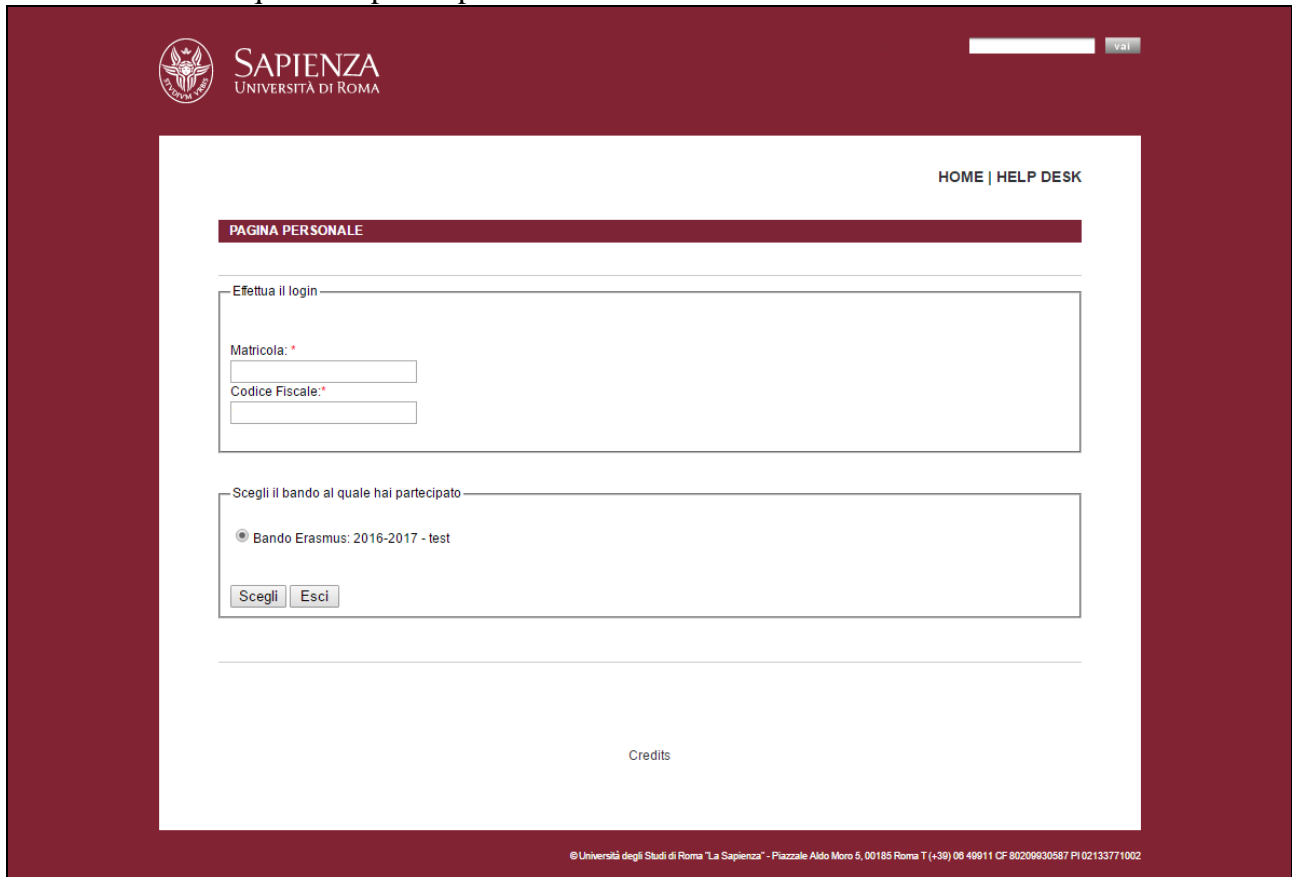 SAPIENZA
UNIVERSITÀ DI ROMA
STVDIVM VRBIS
vai
HOME | HELP DESK
PAGINA PERSONALE
Effettua il login
Matricola: *
Codice Fiscale:*
Scegli il bando al quale hai partecipato
Bando Erasmus: 2016-2017 - test
Scegli Esci
Credits
©Università degli Studi di Roma "La Sapienza" - Piazzale Aldo Moro 5, 00185 Roma T (+39) 06 49911 CF 80209930587 PI 02133771002